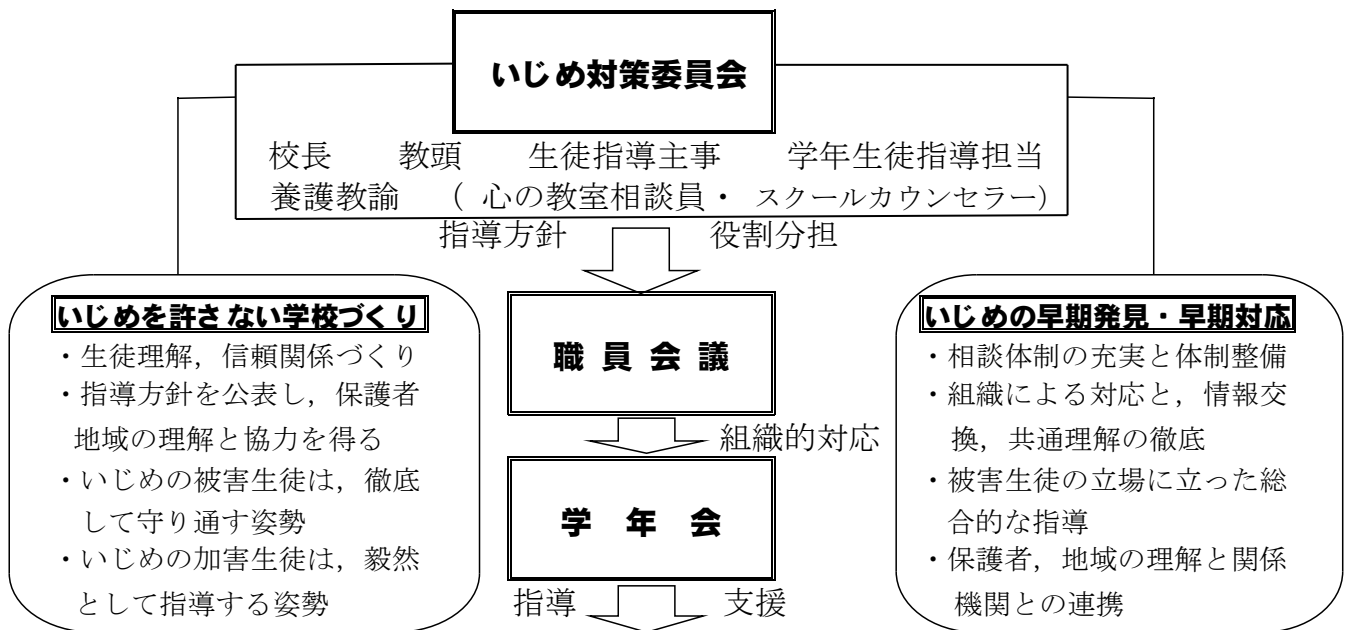 いじめ対策委員会
校長 教頭 生徒指導主事 学年生徒指導担当
養護教諭 ( 心の教室相談員・ スクールカウンセラー)
指導方針 役割分担
いじめを許さない学校づくり
・生徒理解，信頼関係づくり
・指導方針を公表し，保護者
地域の理解と協力を得る
・いじめの被害生徒は，徹底
して守り通す姿勢
・いじめの加害生徒は，毅然
として指導する姿勢
職 員 会 議
組織的対応
学 年 会
指導 支援
いじめの早期発見・早期対応
・相談体制の充実と体制整備
・組織による対応と，情報交
換，共通理解の徹底
・被害生徒の立場に立った総
合的な指導
・保護者，地域の理解と関係
機関との連携